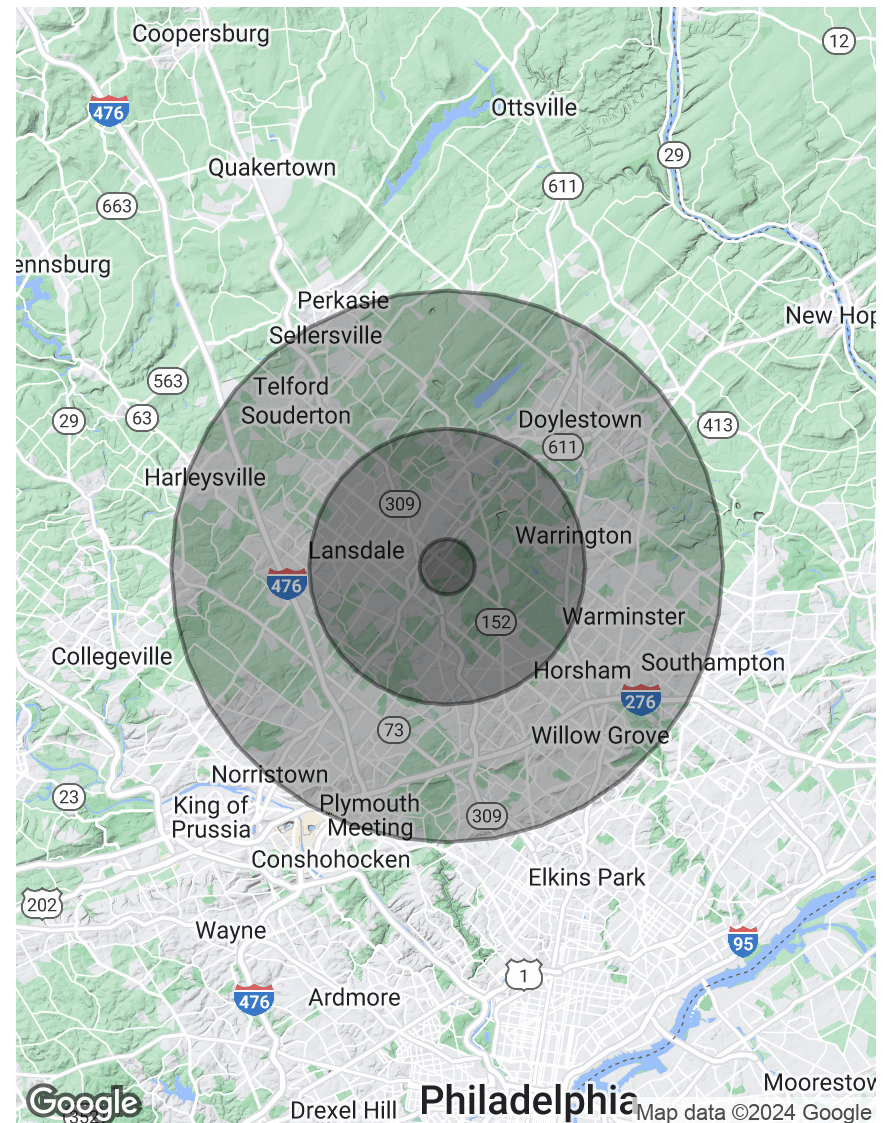 Coopersburg
12
476
Ottsville
29
Quakertown
611
663
ennsburg
Perkasie
New Hop
Sellersville
563
Telford
63
Souderton
29
Doylestown
413
611
Harleysville
309
Warrington
Lansdale
476
Warminster
152
Collegeville
Southampton
Horsham
276
73
Willow Grove
Norristown
23
King of
Prussia
Plymouth
Meeting
309
Conshohocken
Elkins Park
202
Wayne
95
1
Ardmore
476
Moorestow
Google
Philadelphia
Drexel Hill
352
Map data ©2024 Google